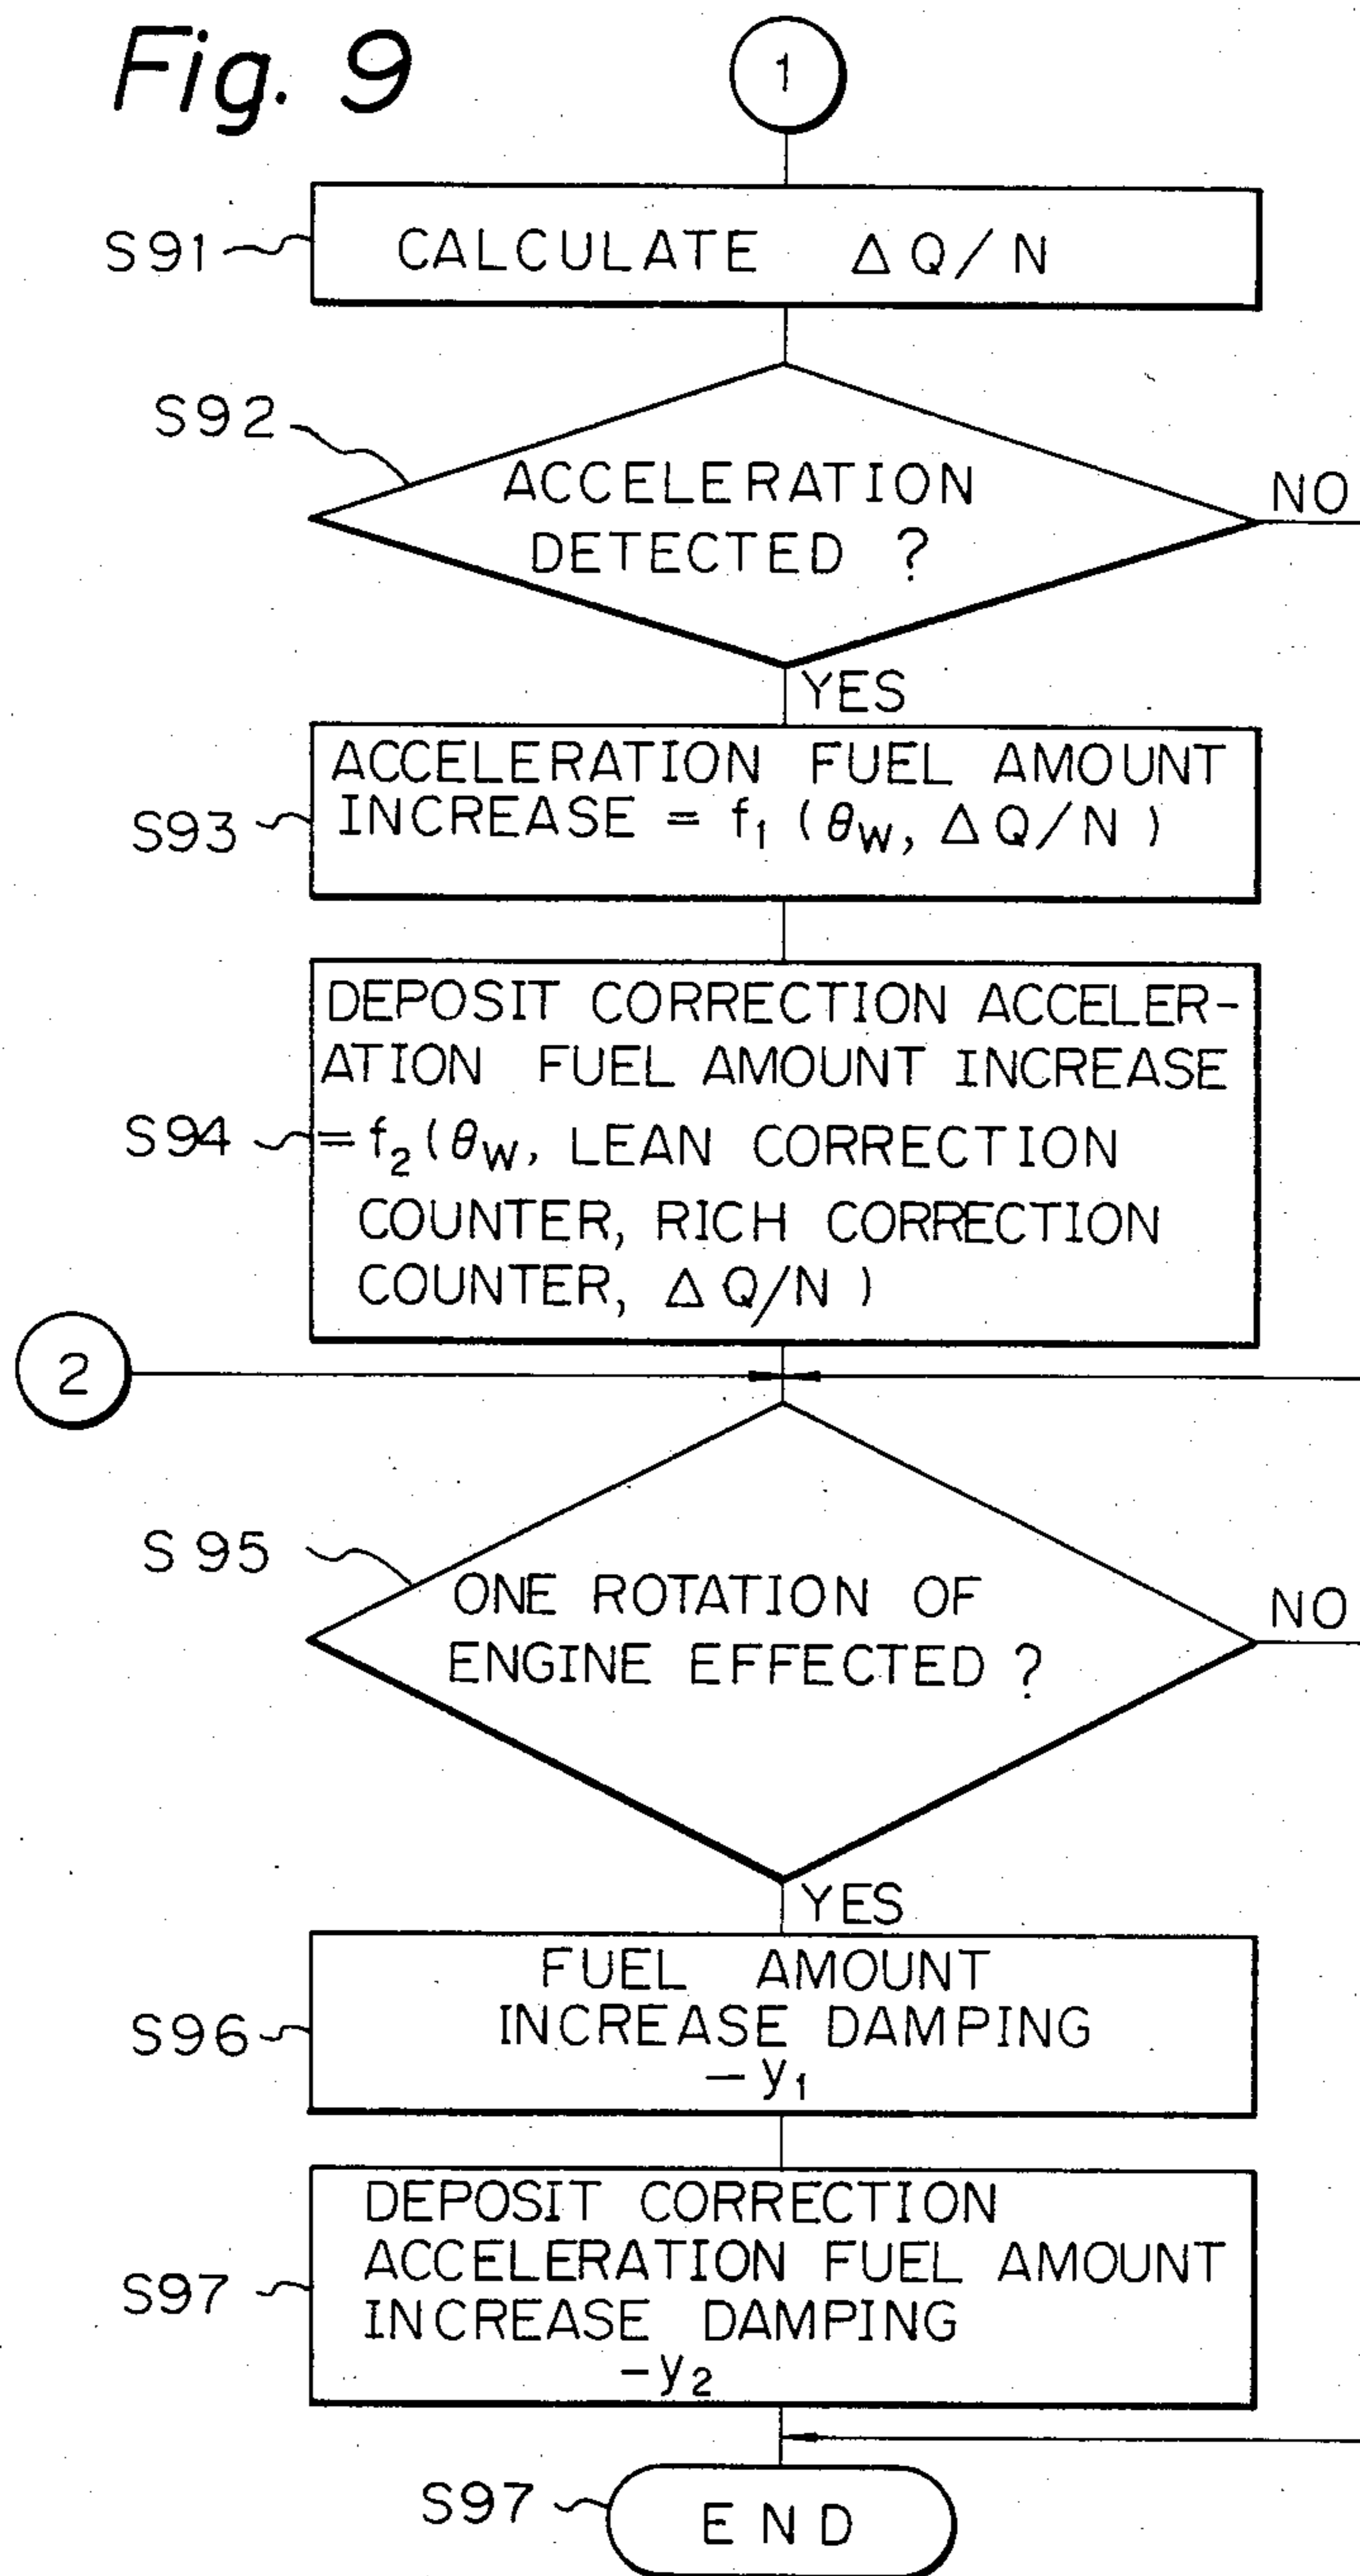 Fig. 9
1
S91
CALCULATE ΔQ/N
S92
ACCELERATION
DETECTED ?
NO
YES
S93
ACCELERATION FUEL AMOUNT
INCREASE = f₁ (θW, ΔQ/N)
S94
DEPOSIT CORRECTION ACCELER-
ATION FUEL AMOUNT INCREASE
= f₂ (θW, LEAN CORRECTION
COUNTER, RICH CORRECTION
COUNTER, ΔQ/N)
2
S95
ONE ROTATION OF
ENGINE EFFECTED ?
NO
YES
S96
FUEL AMOUNT
INCREASE DAMPING
−y₁
S97
DEPOSIT CORRECTION
ACCELERATION FUEL AMOUNT
INCREASE DAMPING
−y₂
S97
END